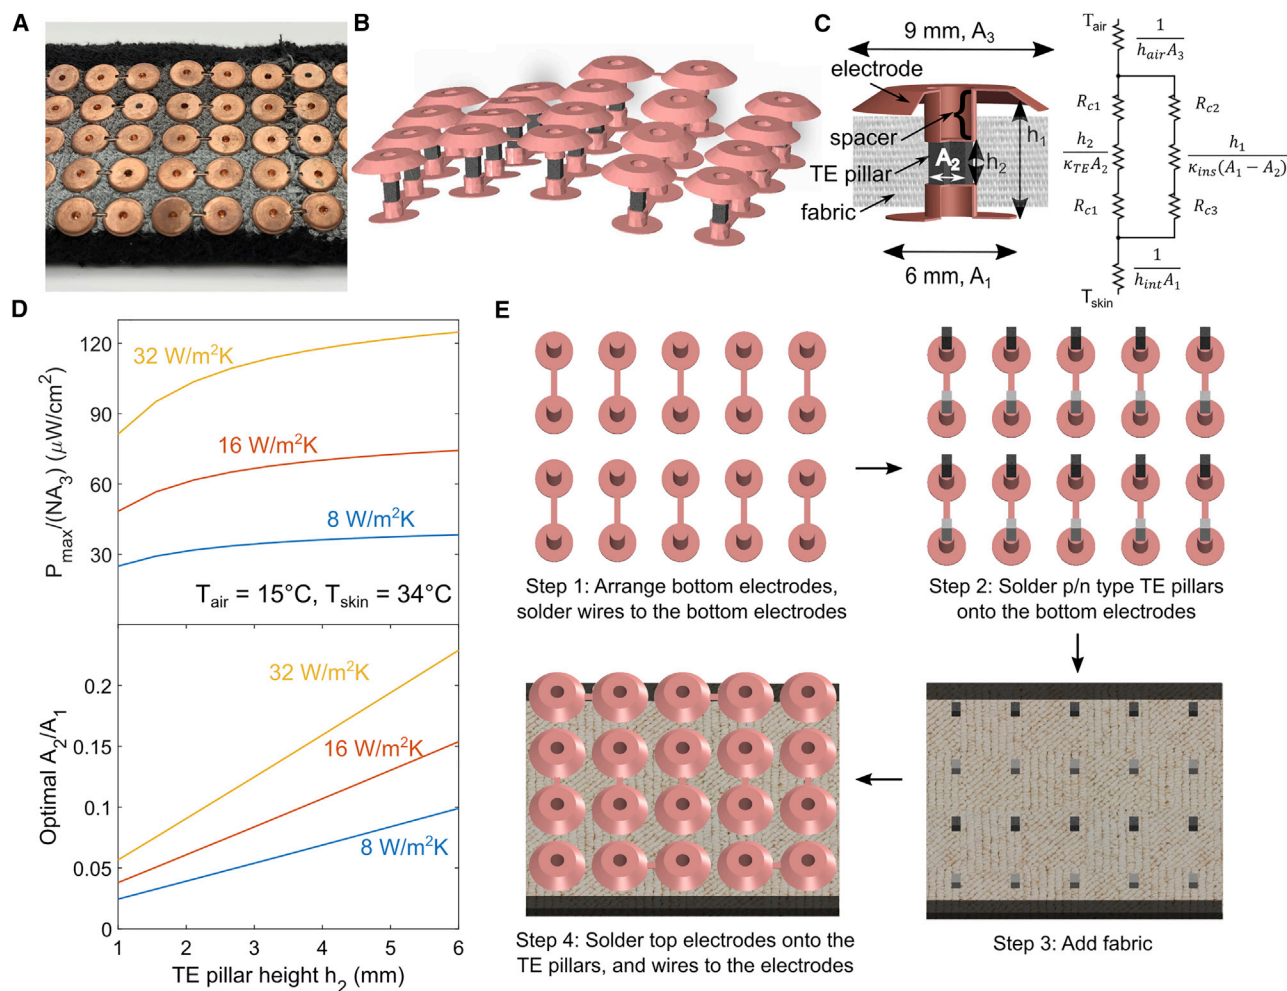 A
B
C
9 mm, A3
electrode
spacer
TE pillar
fabric
A2
h2
h1
6 mm, A1
Tair
1
hairA3
Rc1
Rc2
h2
κTEA2
h1
κins(A1 − A2)
Rc1
Rc3
1
hintA1
Tskin
D
Pmax/(NA3) (μW/cm²)
120
90
60
30
32 W/m²K
16 W/m²K
8 W/m²K
Tair = 15°C, Tskin = 34°C
Optimal A2/A1
0.2
0.15
0.1
0.05
0
32 W/m²K
16 W/m²K
8 W/m²K
1
2
3
4
5
6
TE pillar height h2 (mm)
E
Step 1: Arrange bottom electrodes,
solder wires to the bottom electrodes
Step 2: Solder p/n type TE pillars
onto the bottom electrodes
Step 3: Add fabric
Step 4: Solder top electrodes onto the
TE pillars, and wires to the electrodes